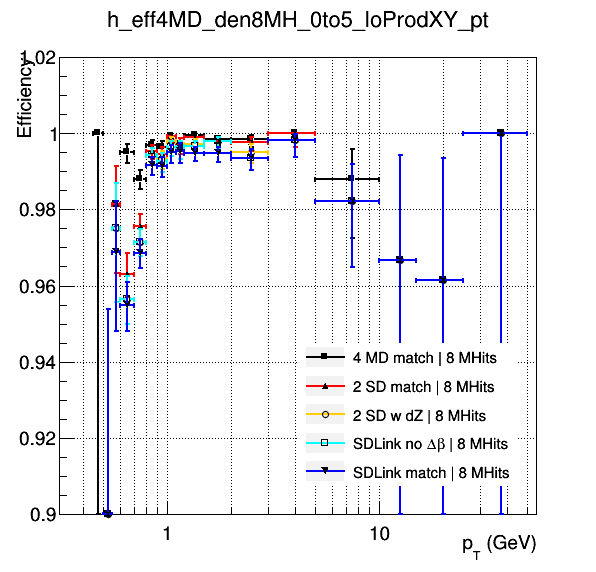 h_eff4MD_den8MH_0to5_loProdXY_pt
Efficiency
1.02
1
0.98
0.96
0.94
0.92
0.9
4 MD match | 8 MHits
2 SD match | 8 MHits
2 SD w dZ | 8 MHits
SDLink no Δβ | 8 MHits
SDLink match | 8 MHits
1
10
p_T (GeV)